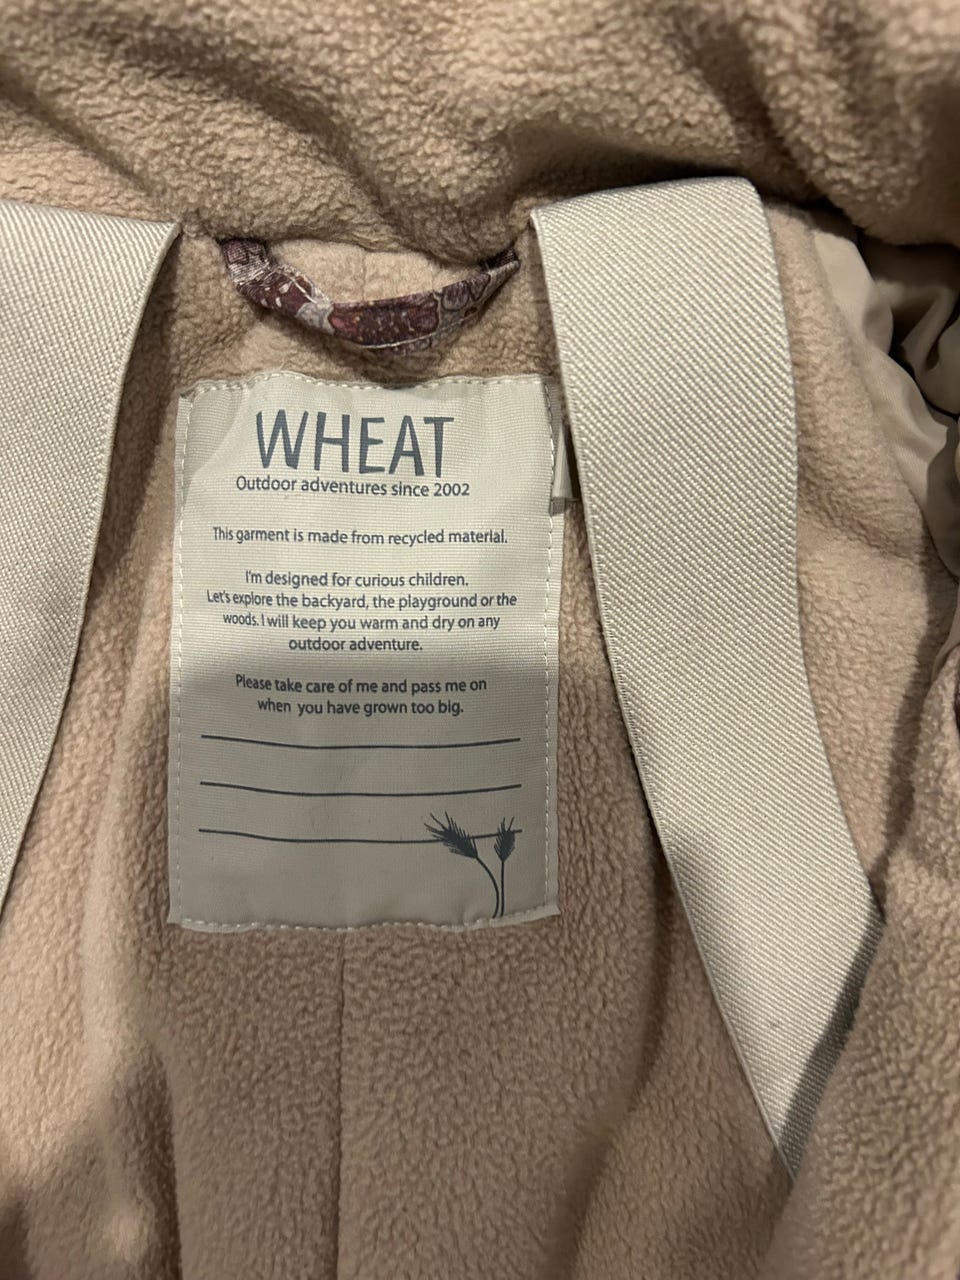 WHEAT
Outdoor adventures since 2002
This garment is made from recycled material.
I'm designed for curious children.
Let's explore the backyard, the playground or the
woods. I will keep you warm and dry on any
outdoor adventure.
Please take care of me and pass me on
when you have grown too big.